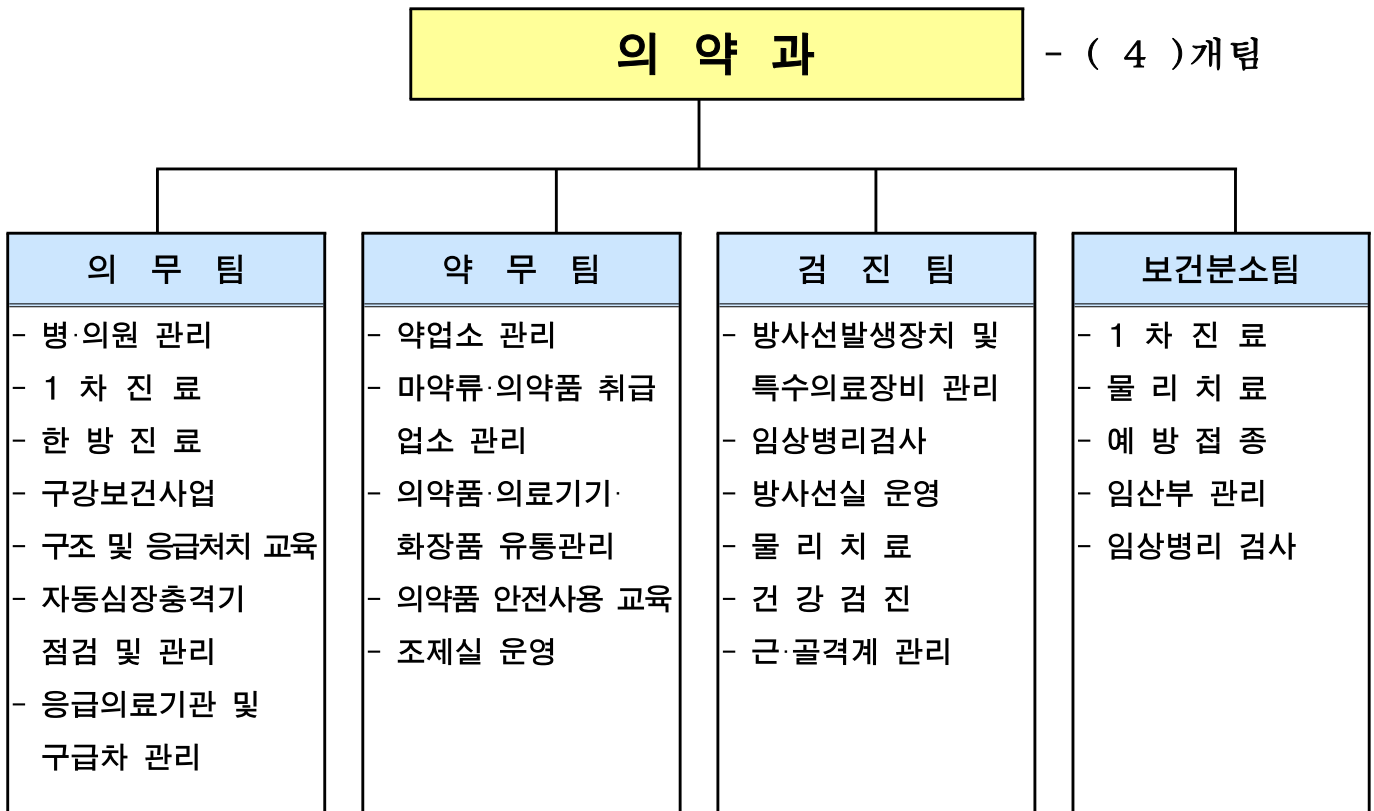 의 약 과
- ( 4 )개팀
의 무 팀
- 병·의원 관리
- 1 차 진 료
- 한 방 진 료
- 구강보건사업
- 구조 및 응급처치 교육
- 자동심장충격기
점검 및 관리
- 응급의료기관 및
구급차 관리
약 무 팀
- 약업소 관리
- 마약류·의약품 취급
업소 관리
- 의약품·의료기기·
화장품 유통관리
- 의약품 안전사용 교육
- 조제실 운영
검 진 팀
- 방사선발생장치 및
특수의료장비 관리
- 임상병리검사
- 방사선실 운영
- 물 리 치 료
- 건 강 검 진
- 근·골격계 관리
보건분소팀
- 1 차 진 료
- 물 리 치 료
- 예 방 접 종
- 임산부 관리
- 임상병리 검사